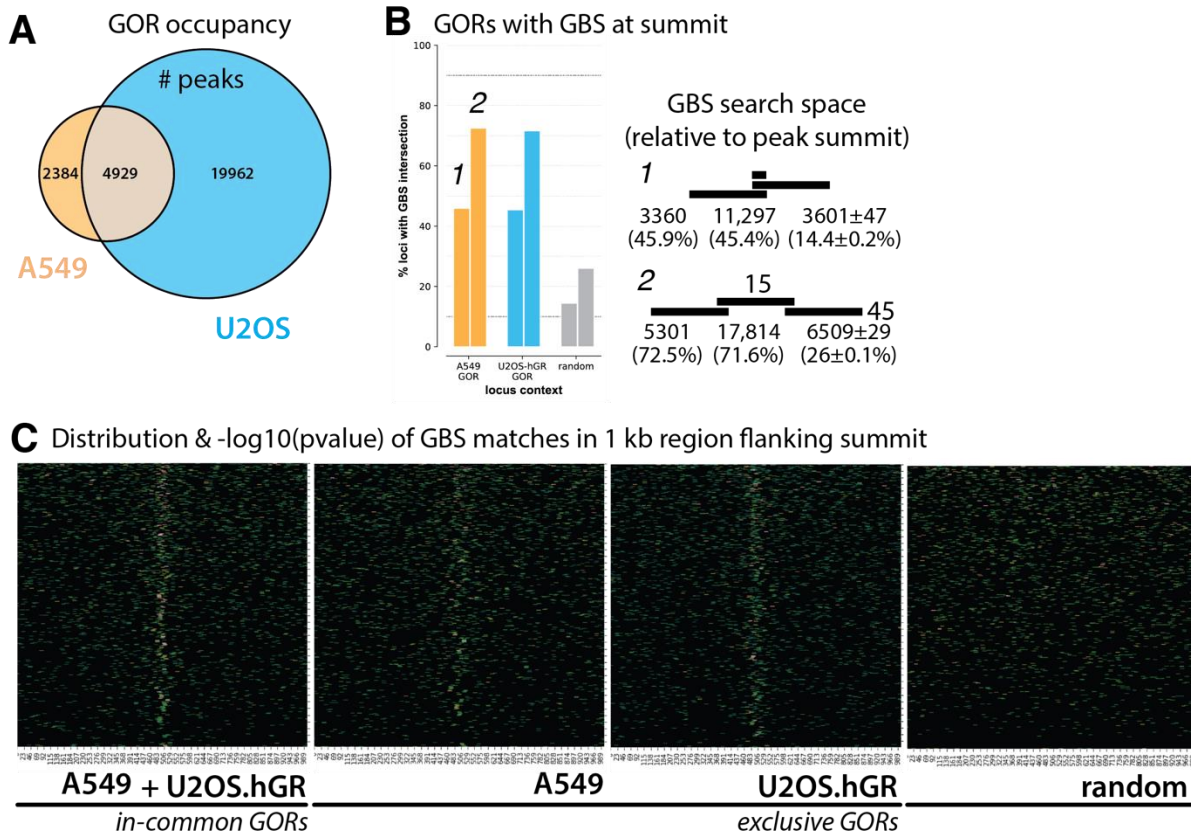 A
GOR occupancy
# peaks
2384
4929
19962
A549
U2OS
B GORs with GBS at summit
100
80
60
40
20
0
% loci with GBS intersection
1
2
A549
GOR
U2OS-hGR
GOR
random
locus context
GBS search space
(relative to peak summit)
1
3360 11,297 3601±47
(45.9%) (45.4%) (14.4±0.2%)
2 15
45
5301 17,814 6509±29
(72.5%) (71.6%) (26±0.1%)
C Distribution & -log10(pvalue) of GBS matches in 1 kb region flanking summit
A549 + U2OS.hGR A549 U2OS.hGR random
in-common GORs exclusive GORs